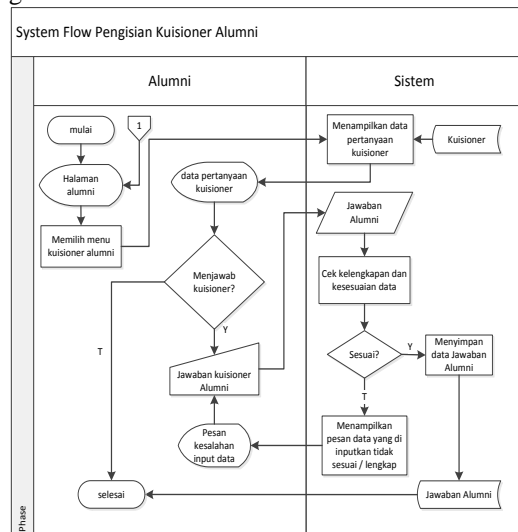 System Flow Pengisian Kuisioner Alumni
Alumni
Sistem
mulai
1
Halaman
alumni
Memilih menu
kuisioner alumni
data pertanyaan
kuisioner
Menampilkan data
pertanyaan
kuisioner
Kuisioner
Jawaban
Alumni
Menjawab
kuisioner?
T
Y
Cek kelengkapan dan
kesesuaian data
Jawaban kuisioner
Alumni
Sesuai?
Y
T
Menyimpan
data Jawaban
Alumni
Pesan
kesalahan
input data
Menampilkan
pesan data yang di
inputkan tidak
sesuai / lengkap
selesai
Jawaban Alumni
Phase